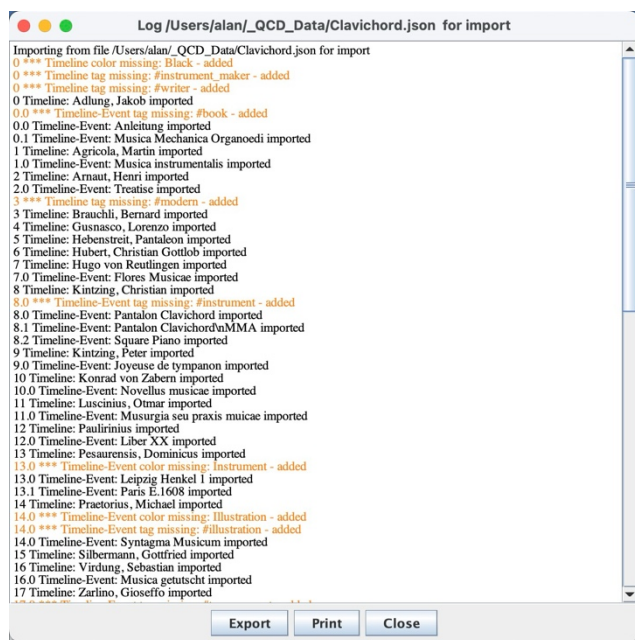 Log /Users/alan/_QCD_Data/Clavichord.json for import
Importing from file /Users/alan/_QCD_Data/Clavichord.json for import
0 *** Timeline color missing: Black - added
0 *** Timeline tag missing: #instrument_maker - added
0 *** Timeline tag missing: #writer - added
0 Timeline: Adlung, Jakob imported
0.0 *** Timeline-Event tag missing: #book - added
0.0 Timeline-Event: Anleitung imported
0.1 Timeline-Event: Musica Mechanica Organoedi imported
1 Timeline: Agricola, Martin imported
1.0 Timeline-Event: Musica instrumentalis imported
2 Timeline: Arnaut, Henri imported
2.0 Timeline-Event: Treatise imported
3 *** Timeline tag missing: #modern - added
3 Timeline: Brauchli, Bernard imported
4 Timeline: Gusnasco, Lorenzo imported
5 Timeline: Hebenstreit, Pantaleon imported
6 Timeline: Hubert, Christian Gottlob imported
7 Timeline: Hugo von Reutlingen imported
7.0 Timeline-Event: Flores Musicae imported
8 Timeline: Kintzing, Christian imported
8.0 *** Timeline-Event tag missing: #instrument - added
8.0 Timeline-Event: Pantalon Clavichord imported
8.1 Timeline-Event: Pantalon Clavichord\nMMA imported
8.2 Timeline-Event: Square Piano imported
9 Timeline: Kintzing, Peter imported
9.0 Timeline-Event: Joyeuse de tympanon imported
10 Timeline: Konrad von Zabern imported
10.0 Timeline-Event: Novellus musicae imported
11 Timeline: Luscinius, Otmar imported
11.0 Timeline-Event: Musurgia seu praxis muicae imported
12 Timeline: Paulirinius imported
12.0 Timeline-Event: Liber XX imported
13 Timeline: Pesaurensis, Dominicus imported
13.0 *** Timeline-Event color missing: Instrument - added
13.0 Timeline-Event: Leipzig Henkel 1 imported
13.1 Timeline-Event: Paris E.1608 imported
14 Timeline: Praetorius, Michael imported
14.0 *** Timeline-Event color missing: Illustration - added
14.0 *** Timeline-Event tag missing: #illustration - added
14.0 Timeline-Event: Syntagma Musicum imported
15 Timeline: Silbermann, Gottfried imported
16 Timeline: Virdung, Sebastian imported
16.0 Timeline-Event: Musica getutscht imported
17 Timeline: Zarlino, Gioseffo imported
Export Print Close